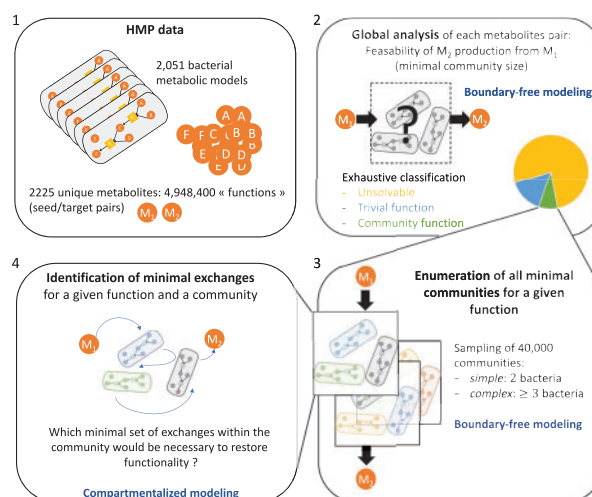 1
HMP data
2,051 bacterial
metabolic models
A A
F F C B B
E D D
2225 unique metabolites: 4,948,400 « functions »
(seed/target pairs) M1 M2
2
Global analysis of each metabolites pair:
Feasability of M2 production from M1
(minimal community size)
Boundary-free modeling
M1 ? M2
Exhaustive classification
- Unsolvable
- Trivial function
- Community function
4
Identification of minimal exchanges
for a given function and a community
M1
M2
Which minimal set of exchanges within the
community would be necessary to restore
functionality ?
Compartmentalized modeling
3
M1
Enumeration of all minimal
communities for a given
function
Sampling of 40,000
communities:
- simple: 2 bacteria
- complex: ≥ 3 bacteria
Boundary-free modeling
M2